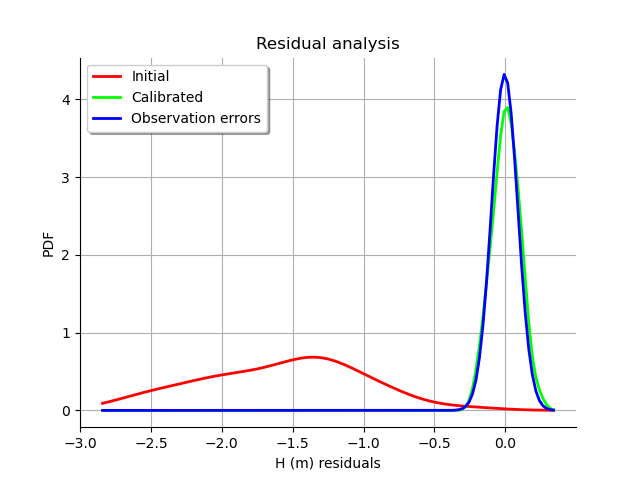 Residual analysis
Initial
Calibrated
Observation errors
PDF
4
3
2
1
0
−3.0 −2.5 −2.0 −1.5 −1.0 −0.5 0.0
H (m) residuals